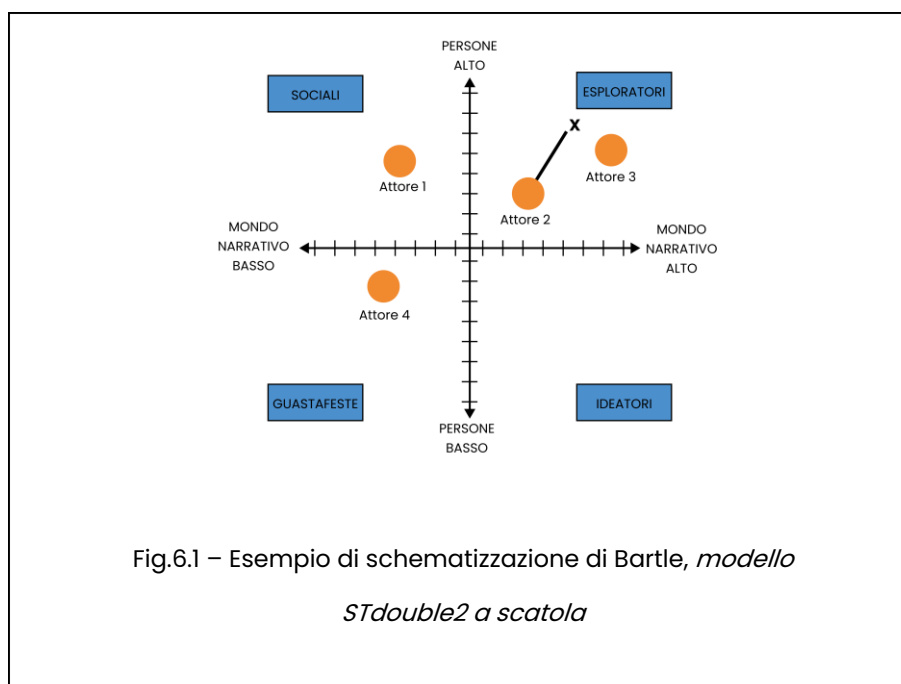 PERSONE
ALTO
SOCIALI
ESPLORATORI
X
Attore 1
Attore 3
Attore 2
MONDO
NARRATIVO
BASSO
MONDO
NARRATIVO
ALTO
Attore 4
GUASTAFESTE
IDEATORI
PERSONE
BASSO
Fig.6.1 – Esempio di schematizzazione di Bartle, modello
STdouble2 a scatola